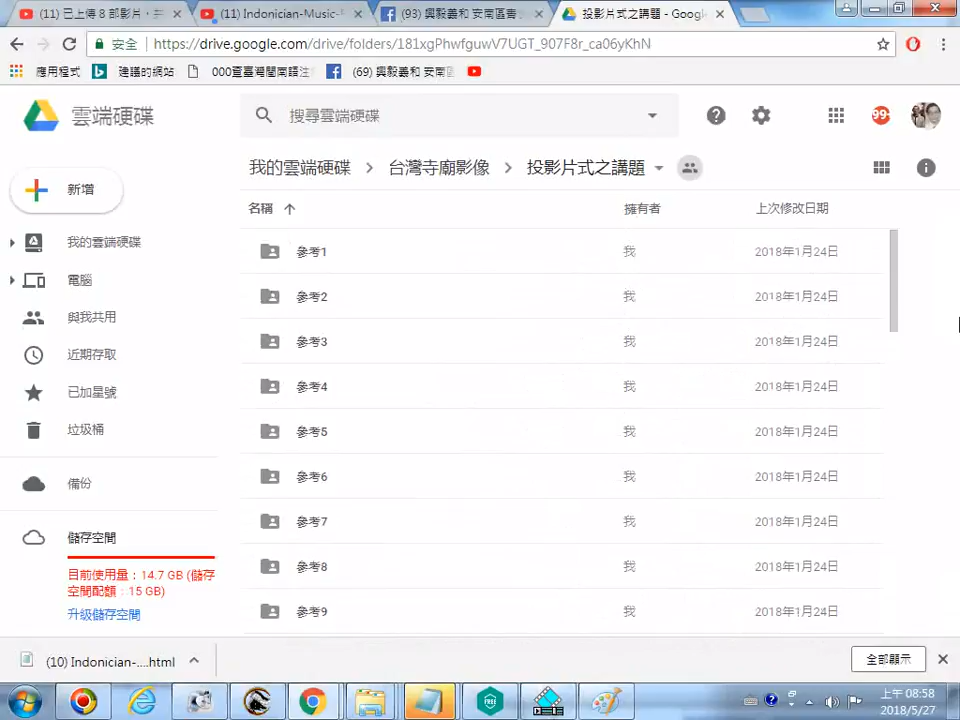 (11) 已上傳 8 部影片
(11) Indonician-Music-
(93) 興毅義和 安南區書
投影片式之講題 - Googl
安全
https://drive.google.com/drive/folders/181xgPhwfguwV7UGT_907F8r_ca06yKhN
應用程式
建議的網站
000查臺灣閩南語注
(69) 興毅義和 安南區
雲端硬碟
搜尋雲端硬碟
99+
我的雲端硬碟 > 台灣寺廟影像 > 投影片式之講題
新增
名稱 擁有者 上次修改日期
我的雲端硬碟
電腦
與我共用
近期存取
已加星號
垃圾桶
備份
儲存空間
目前使用量：14.7 GB (儲存
空間配額：15 GB)
升级儲存空間
參考1 我 2018年1月24日
參考2 我 2018年1月24日
參考3 我 2018年1月24日
參考4 我 2018年1月24日
參考5 我 2018年1月24日
參考6 我 2018年1月24日
參考7 我 2018年1月24日
參考8 我 2018年1月24日
參考9 我 2018年1月24日
(10) Indonician-....html
全部顯示
FREE
上午 08:58
2018/5/27